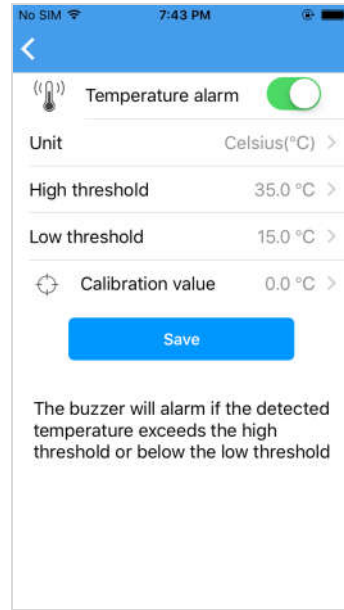 No SIM 7:43 PM
Temperature alarm
Unit Celsius(°C)
High threshold 35.0 °C
Low threshold 15.0 °C
Calibration value 0.0 °C
Save
The buzzer will alarm if the detected
temperature exceeds the high
threshold or below the low threshold